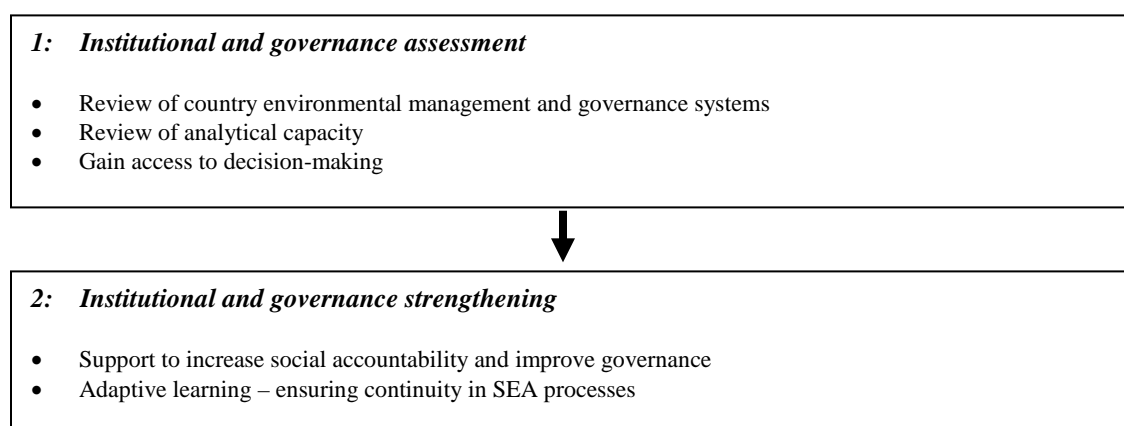 1: Institutional and governance assessment
• Review of country environmental management and governance systems
• Review of analytical capacity
• Gain access to decision-making
2: Institutional and governance strengthening
• Support to increase social accountability and improve governance
• Adaptive learning – ensuring continuity in SEA processes